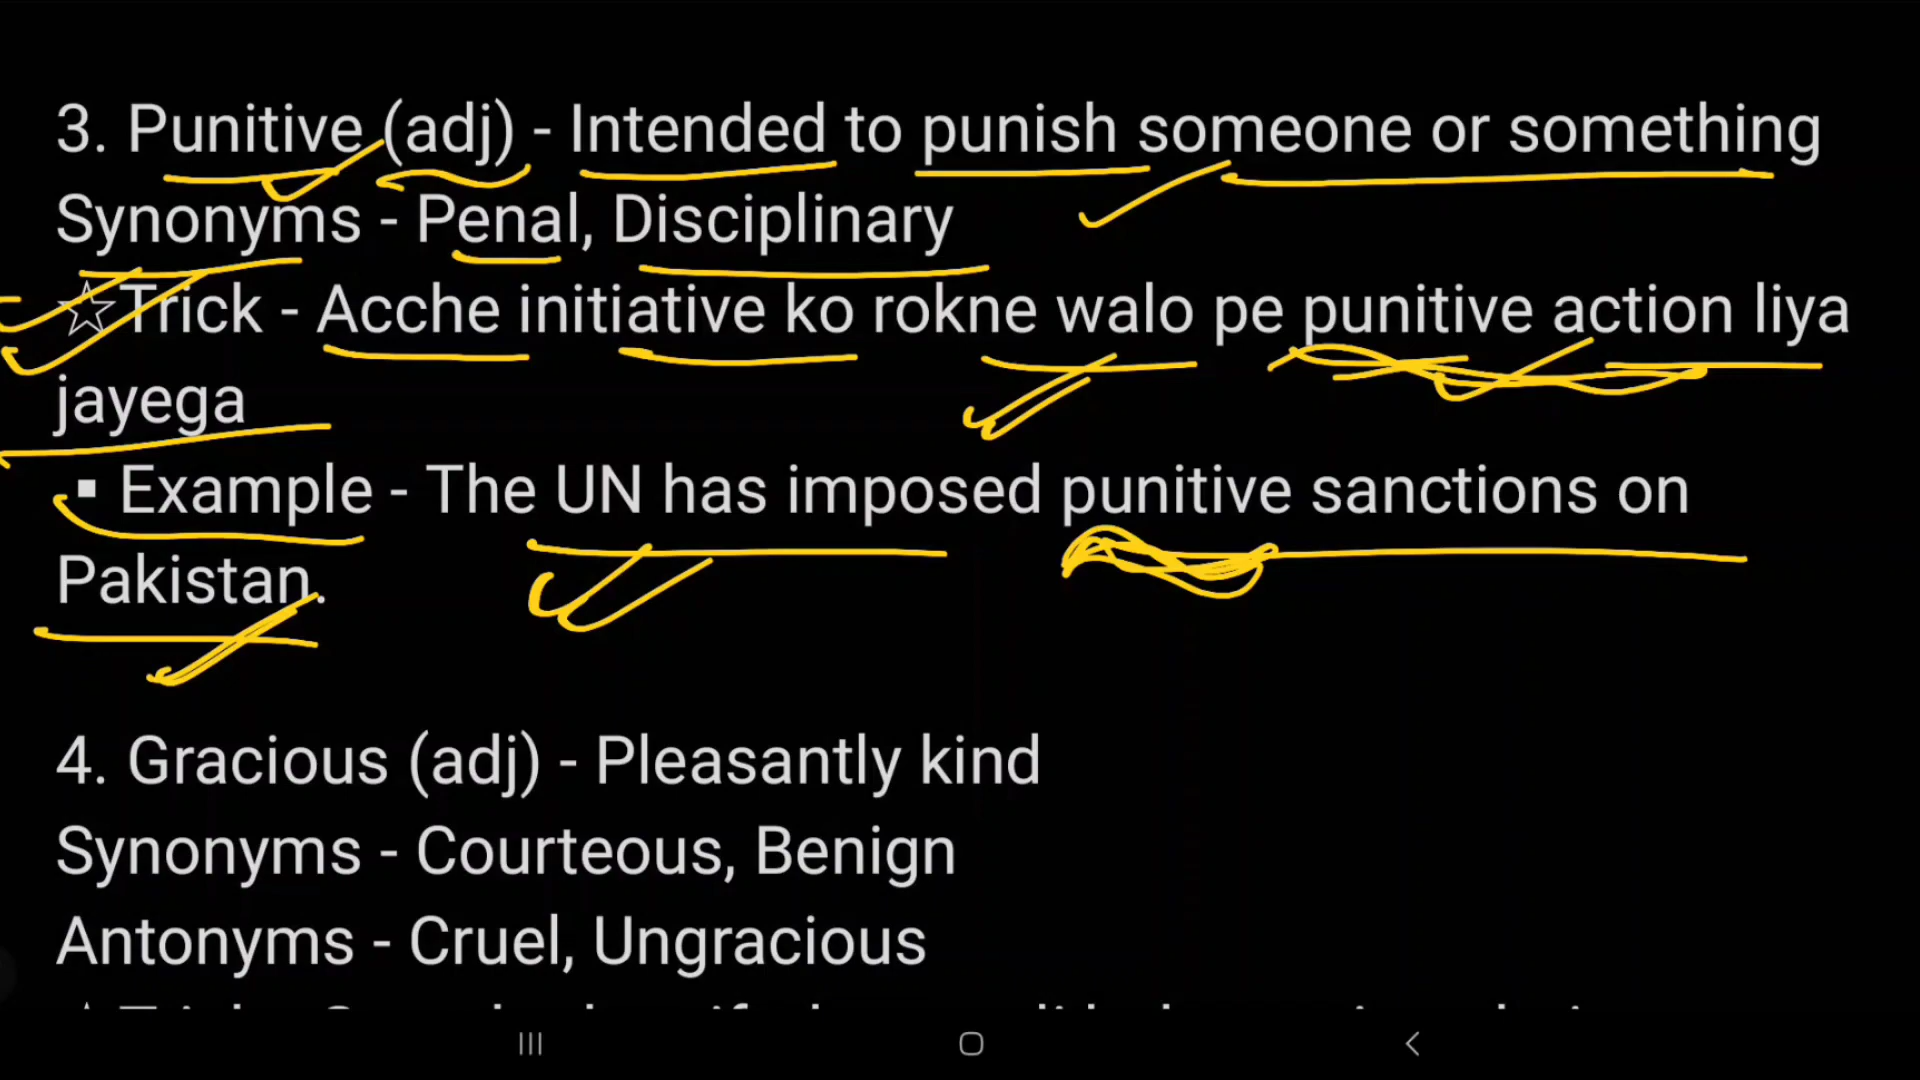 3. Punitive (adj) - Intended to punish someone or something
Synonyms - Penal, Disciplinary
☆Trick - Acche initiative ko rokne walo pe punitive action liya
jayega
▪ Example - The UN has imposed punitive sanctions on
Pakistan.
4. Gracious (adj) - Pleasantly kind
Synonyms - Courteous, Benign
Antonyms - Cruel, Ungracious